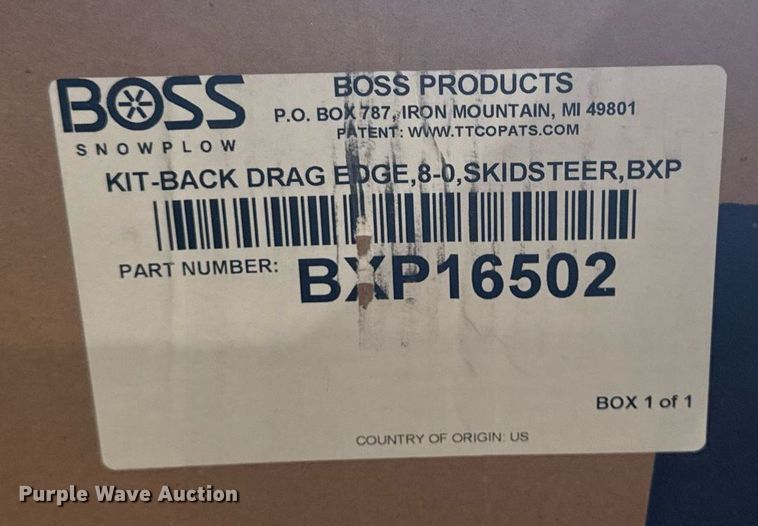 BOSS
SNOWPLOW
BOSS PRODUCTS
P.O. BOX 787, IRON MOUNTAIN, MI 49801
PATENT: WWW.TTCOPATS.COM
KIT-BACK DRAG EDGE,8-0,SKIDSTEER,BXP
PART NUMBER: BXP16502
BOX 1 of 1
COUNTRY OF ORIGIN: US
Purple Wave Auction